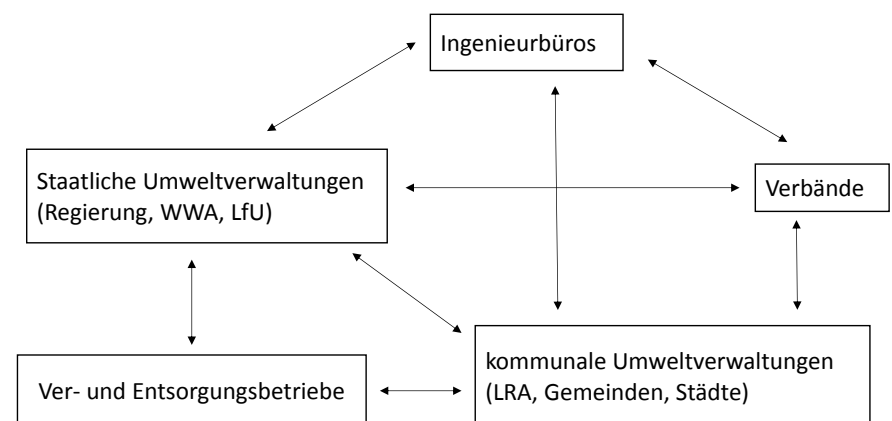 Ingenieurbüros
Staatliche Umweltverwaltungen
(Regierung, WWA, LfU)
Verbände
kommunale Umweltverwaltungen
(LRA, Gemeinden, Städte)
Ver- und Entsorgungsbetriebe